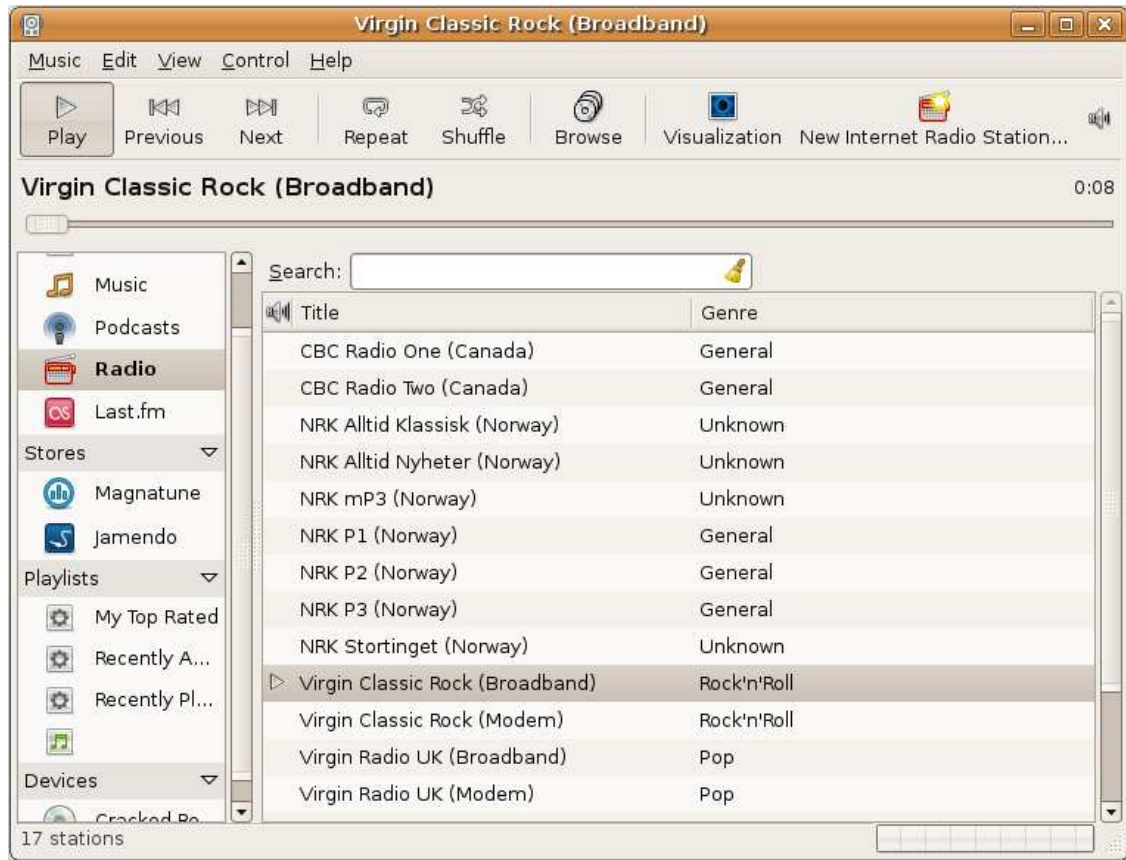 Virgin Classic Rock (Broadband)
Music Edit View Control Help
Play Previous Next Repeat Shuffle Browse Visualization New Internet Radio Station...
Virgin Classic Rock (Broadband) 0:08
Music
Podcasts
Radio
Last.fm
Stores
Magnatune
Jamendo
Playlists
My Top Rated
Recently A...
Recently Pl...
Devices
Search:
Title Genre
CBC Radio One (Canada) General
CBC Radio Two (Canada) General
NRK Alltid Klassisk (Norway) Unknown
NRK Alltid Nyheter (Norway) Unknown
NRK mP3 (Norway) Unknown
NRK P1 (Norway) General
NRK P2 (Norway) General
NRK P3 (Norway) General
NRK Stortinget (Norway) Unknown
Virgin Classic Rock (Broadband) Rock'n'Roll
Virgin Classic Rock (Modem) Rock'n'Roll
Virgin Radio UK (Broadband) Pop
Virgin Radio UK (Modem) Pop
17 stations